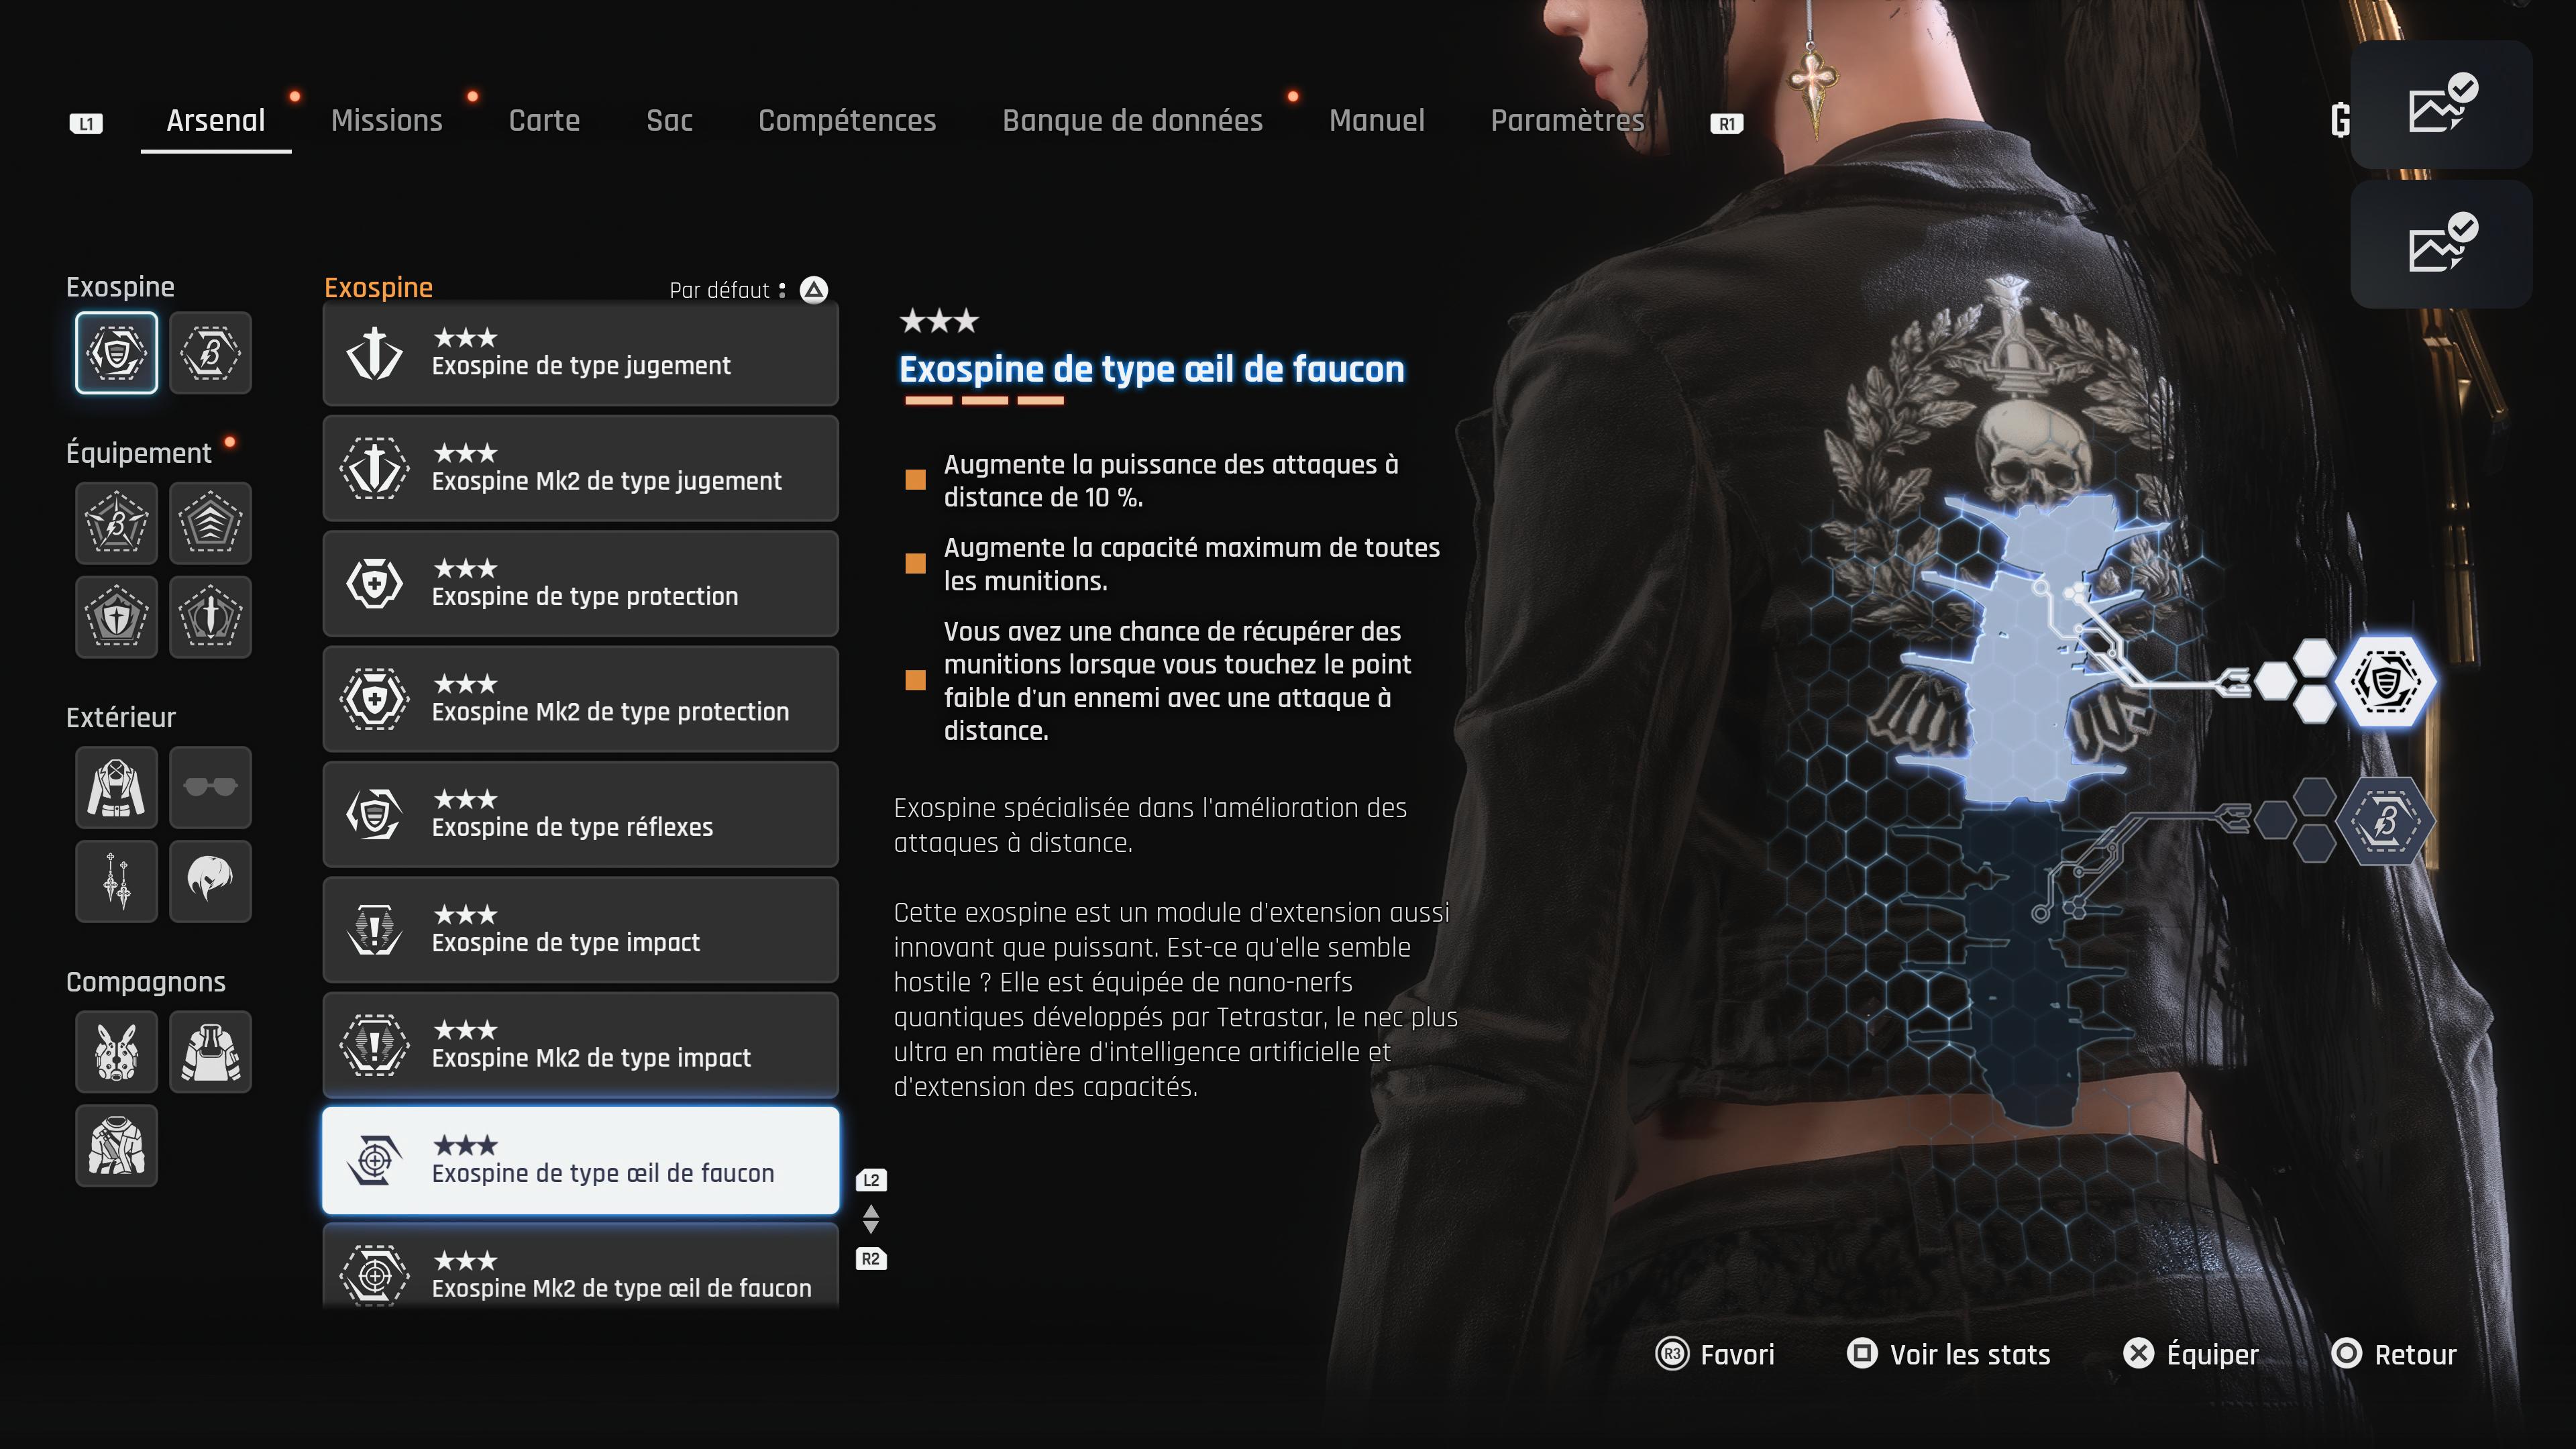 L1
Arsenal
Missions
Carte
Sac
Compétences
Banque de données
Manuel
Paramètres
R1
G
Exospine
Équipement
Extérieur
Compagnons
Exospine
Par défaut :
Exospine de type jugement
Exospine Mk2 de type jugement
Exospine de type protection
Exospine Mk2 de type protection
Exospine de type réflexes
Exospine de type impact
Exospine Mk2 de type impact
Exospine de type œil de faucon
Exospine Mk2 de type œil de faucon
L2
R2
Exospine de type œil de faucon
Augmente la puissance des attaques à
distance de 10 %.
Augmente la capacité maximum de toutes
les munitions.
Vous avez une chance de récupérer des
munitions lorsque vous touchez le point
faible d'un ennemi avec une attaque à
distance.
Exospine spécialisée dans l'amélioration des
attaques à distance.
Cette exospine est un module d'extension aussi
innovant que puissant. Est-ce qu'elle semble
hostile ? Elle est équipée de nano-nerfs
quantiques développés par Tetrastar, le nec plus
ultra en matière d'intelligence artificielle et
d'extension des capacités.
R3 Favori
Voir les stats
Équiper
Retour